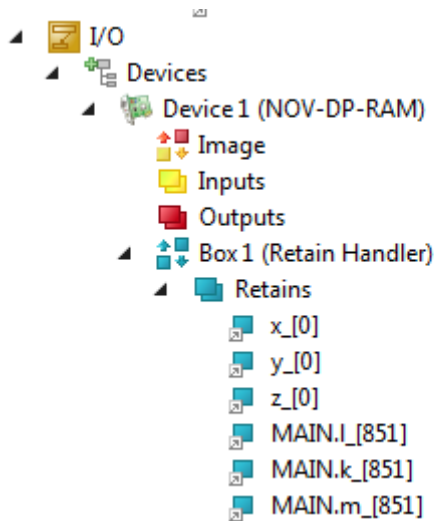 I/O
Devices
Device 1 (NOV-DP-RAM)
Image
Inputs
Outputs
Box 1 (Retain Handler)
Retains
x_[0]
y_[0]
z_[0]
MAIN.l_[851]
MAIN.k_[851]
MAIN.m_[851]